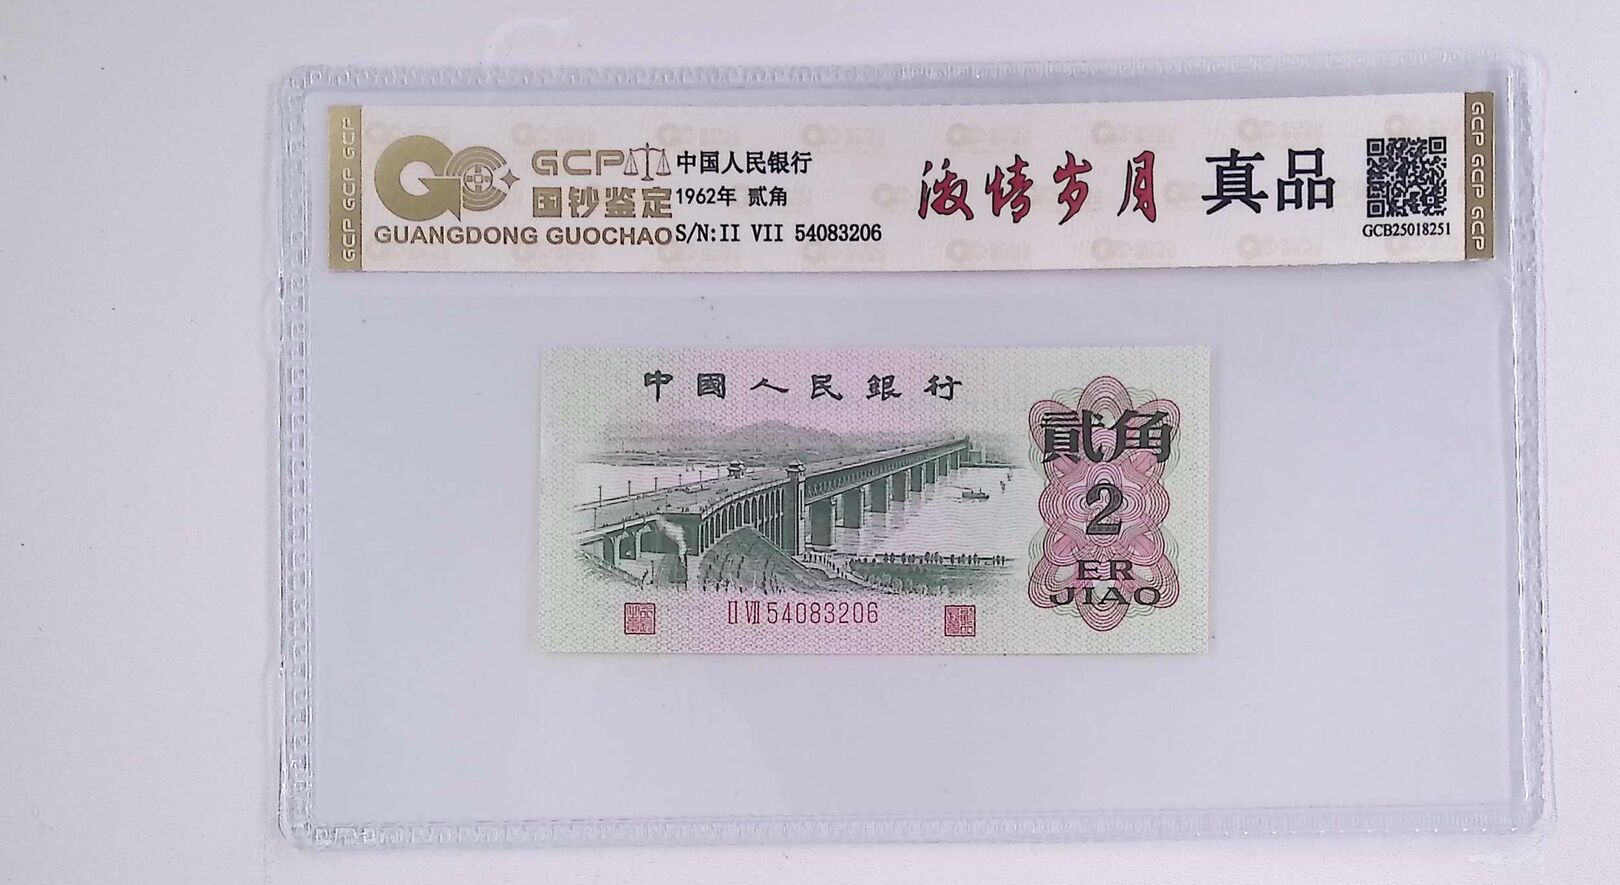 GCP GCP GCP
GCP
国钞鉴定
GUANGDONG GUOCHAO
中国人民银行
1962年 贰角
S/N:II VII 54083206
激情岁月
真品
GCB25018251
GCP GCP GCP
中國人民銀行
貳角
2
ER
JIAO
II VII 54083206